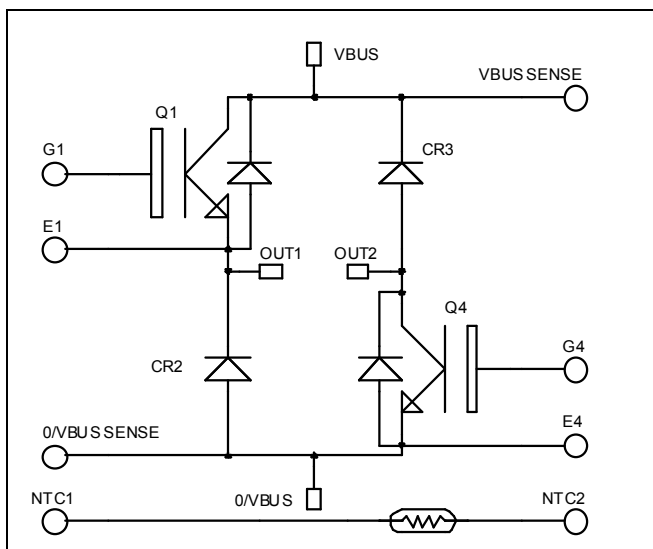 VBUS
VBUS SENSE
Q1
G1
CR3
E1
OUT1
OUT2
Q4
CR2
G4
E4
0/VBUS SENSE
NTC1
0/VBUS
NTC2